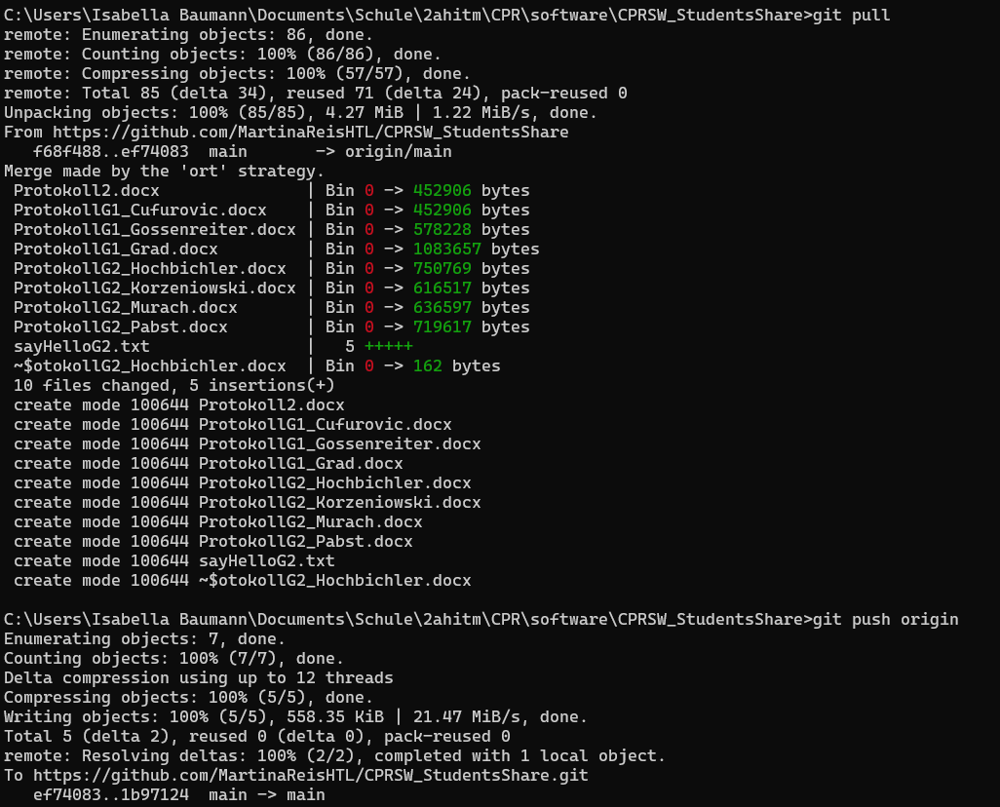 C:\Users\Isabella Baumann\Documents\Schule\2ahitm\CPR\software\CPRSW_StudentsShare>git pull
remote: Enumerating objects: 86, done.
remote: Counting objects: 100% (86/86), done.
remote: Compressing objects: 100% (57/57), done.
remote: Total 85 (delta 34), reused 71 (delta 24), pack-reused 0
Unpacking objects: 100% (85/85), 4.27 MiB | 1.22 MiB/s, done.
From https://github.com/MartinaReisHTL/CPRSW_StudentsShare
   f68f488..ef74083  main       -> origin/main
Merge made by the 'ort' strategy.
 Protokoll2.docx               | Bin 0 -> 452906 bytes
 ProtokollG1_Cufurovic.docx    | Bin 0 -> 452906 bytes
 ProtokollG1_Gossenreiter.docx | Bin 0 -> 578228 bytes
 ProtokollG1_Grad.docx         | Bin 0 -> 1083657 bytes
 ProtokollG2_Hochbichler.docx  | Bin 0 -> 750769 bytes
 ProtokollG2_Korzeniowski.docx | Bin 0 -> 616517 bytes
 ProtokollG2_Murach.docx       | Bin 0 -> 636597 bytes
 ProtokollG2_Pabst.docx        | Bin 0 -> 719617 bytes
 sayHelloG2.txt                |   5 +++++
 ~$otokollG2_Hochbichler.docx  | Bin 0 -> 162 bytes
 10 files changed, 5 insertions(+)
 create mode 100644 Protokoll2.docx
 create mode 100644 ProtokollG1_Cufurovic.docx
 create mode 100644 ProtokollG1_Gossenreiter.docx
 create mode 100644 ProtokollG1_Grad.docx
 create mode 100644 ProtokollG2_Hochbichler.docx
 create mode 100644 ProtokollG2_Korzeniowski.docx
 create mode 100644 ProtokollG2_Murach.docx
 create mode 100644 ProtokollG2_Pabst.docx
 create mode 100644 sayHelloG2.txt
 create mode 100644 ~$otokollG2_Hochbichler.docx
C:\Users\Isabella Baumann\Documents\Schule\2ahitm\CPR\software\CPRSW_StudentsShare>git push origin
Enumerating objects: 7, done.
Counting objects: 100% (7/7), done.
Delta compression using up to 12 threads
Compressing objects: 100% (5/5), done.
Writing objects: 100% (5/5), 558.35 KiB | 21.47 MiB/s, done.
Total 5 (delta 2), reused 0 (delta 0), pack-reused 0
remote: Resolving deltas: 100% (2/2), completed with 1 local object.
To https://github.com/MartinaReisHTL/CPRSW_StudentsShare.git
   ef74083..1b97124  main -> main